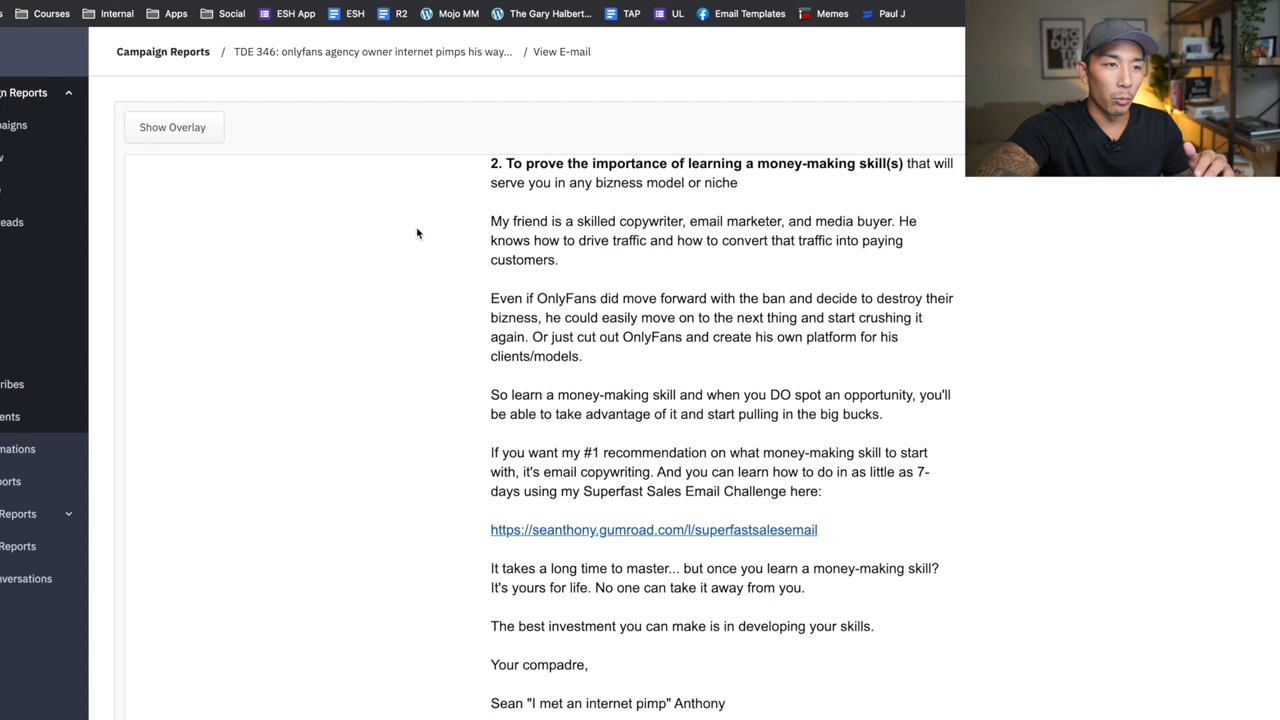 s
Courses
Internal
Apps
Social
ESH App
ESH
R2
Mojo MM
The Gary Halbert...
TAP
UL
Email Templates
Memes
Paul J
Campaign Reports / TDE 346: onlyfans agency owner internet pimps his way... / View E-mail
gn Reports
aigns
w
e
eads
ribes
ents
mations
ports
Reports
Reports
nversations
Show Overlay
2. To prove the importance of learning a money-making skill(s) that will
serve you in any bizness model or niche
My friend is a skilled copywriter, email marketer, and media buyer. He
knows how to drive traffic and how to convert that traffic into paying
customers.
Even if OnlyFans did move forward with the ban and decide to destroy their
bizness, he could easily move on to the next thing and start crushing it
again. Or just cut out OnlyFans and create his own platform for his
clients/models.
So learn a money-making skill and when you DO spot an opportunity, you'll
be able to take advantage of it and start pulling in the big bucks.
If you want my #1 recommendation on what money-making skill to start
with, it's email copywriting. And you can learn how to do in as little as 7-
days using my Superfast Sales Email Challenge here:
https://seanthony.gumroad.com/l/superfastsalesemail
It takes a long time to master... but once you learn a money-making skill?
It's yours for life. No one can take it away from you.
The best investment you can make is in developing your skills.
Your compadre,
Sean "I met an internet pimp" Anthony